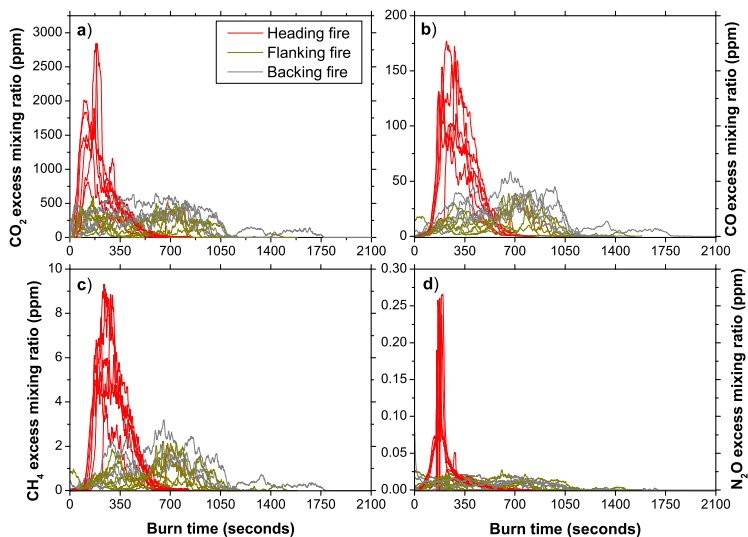 a)
Heading fire
Flanking fire
Backing fire
CO2 excess mixing ratio (ppm)
3000
2500
2000
1500
1000
500
0
0 350 700 1050 1400 1750 2100
b)
200
150
100
50
0
CO excess mixing ratio (ppm)
0 350 700 1050 1400 1750 2100
c)
CH4 excess mixing ratio (ppm)
10
8
6
4
2
0
0 350 700 1050 1400 1750 2100
Burn time (seconds)
d)
0.30
0.25
0.20
0.15
0.10
0.05
0.00
N2O excess mixing ratio (ppm)
0 350 700 1050 1400 1750 2100
Burn time (seconds)